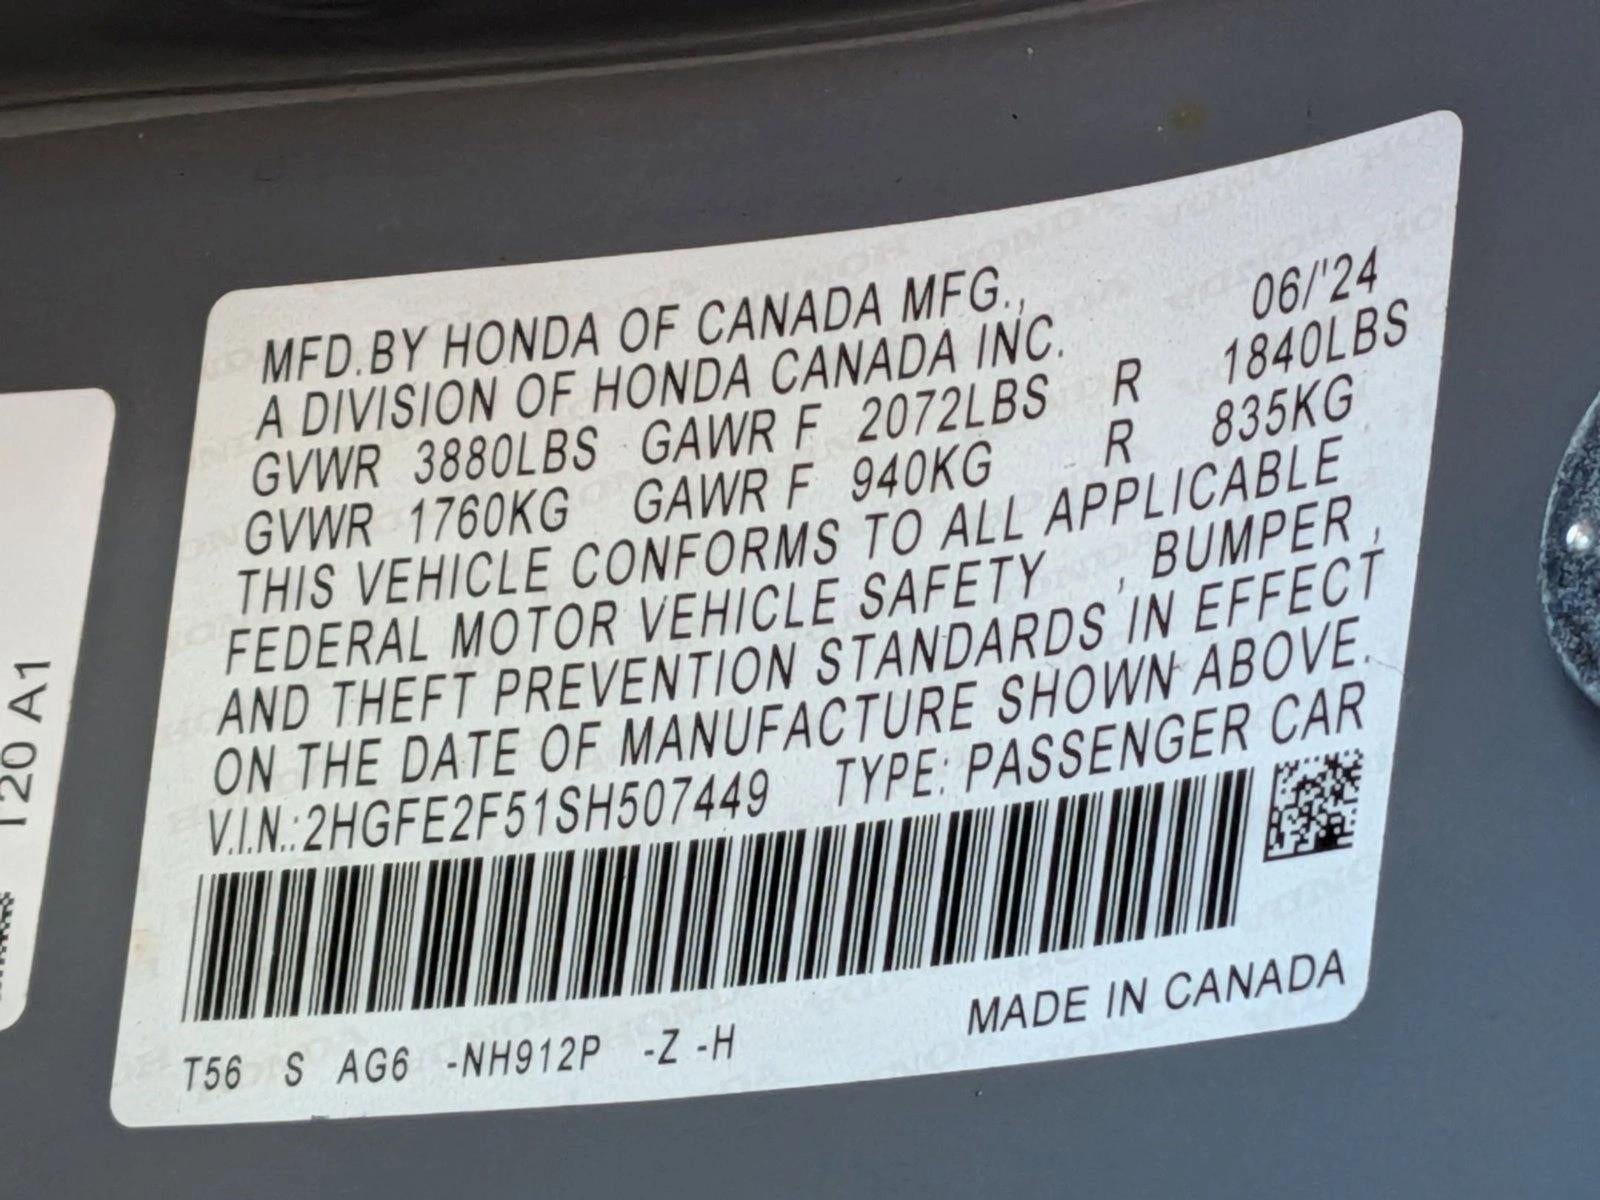 MFD.BY HONDA OF CANADA MFG., 06/'24
A DIVISION OF HONDA CANADA INC.
GVWR 3880LBS GAWR F 2072LBS R 1840LBS
GVWR 1760KG GAWR F 940KG R 835KG
THIS VEHICLE CONFORMS TO ALL APPLICABLE
FEDERAL MOTOR VEHICLE SAFETY , BUMPER ,
AND THEFT PREVENTION STANDARDS IN EFFECT
ON THE DATE OF MANUFACTURE SHOWN ABOVE.
V.I.N.:2HGFE2F51SH507449 TYPE: PASSENGER CAR
MADE IN CANADA
T56 S AG6 -NH912P -Z -H
T20 A1